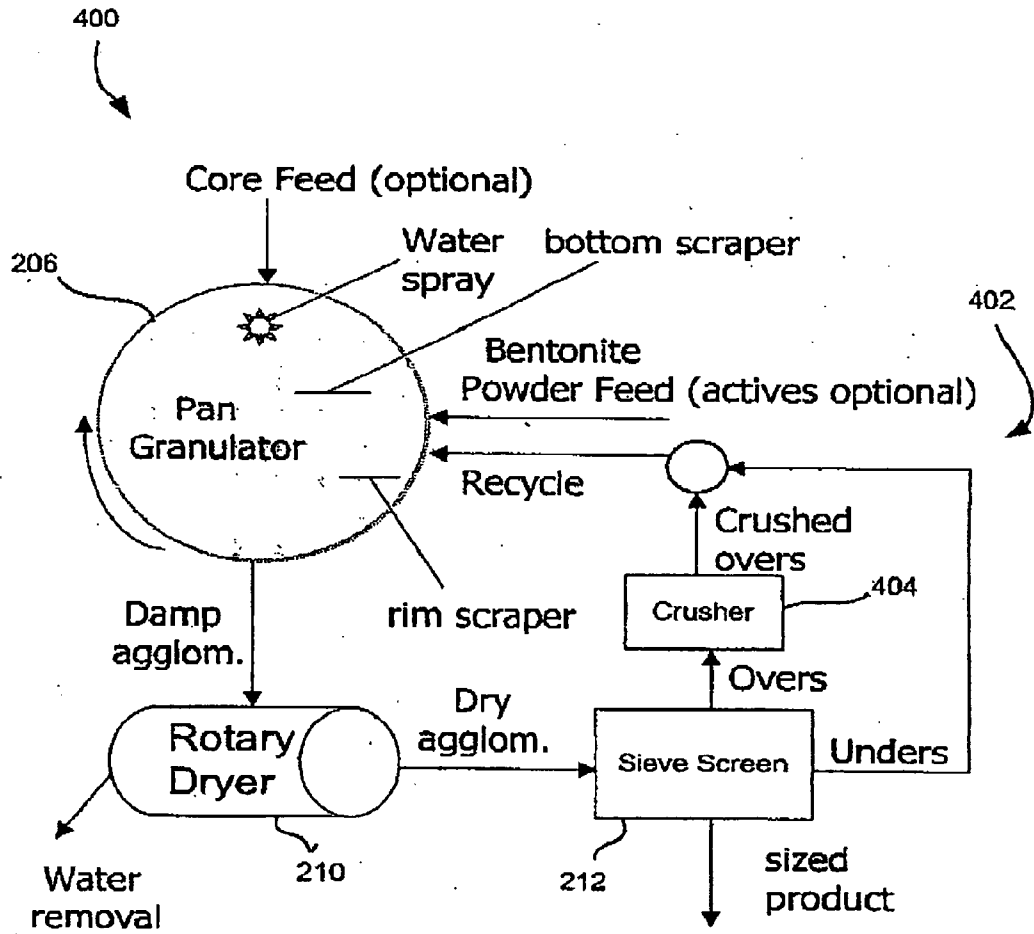 400
Core Feed (optional)
Water
spray
bottom scraper
206
402
Bentonite
Powder Feed (actives optional)
Pan
Granulator
Recycle
Crushed
overs
404
Crusher
rim scraper
Damp
agglom.
Overs
Dry
agglom.
Rotary
Dryer
Sieve Screen
Unders
210
212
Water
removal
sized
product